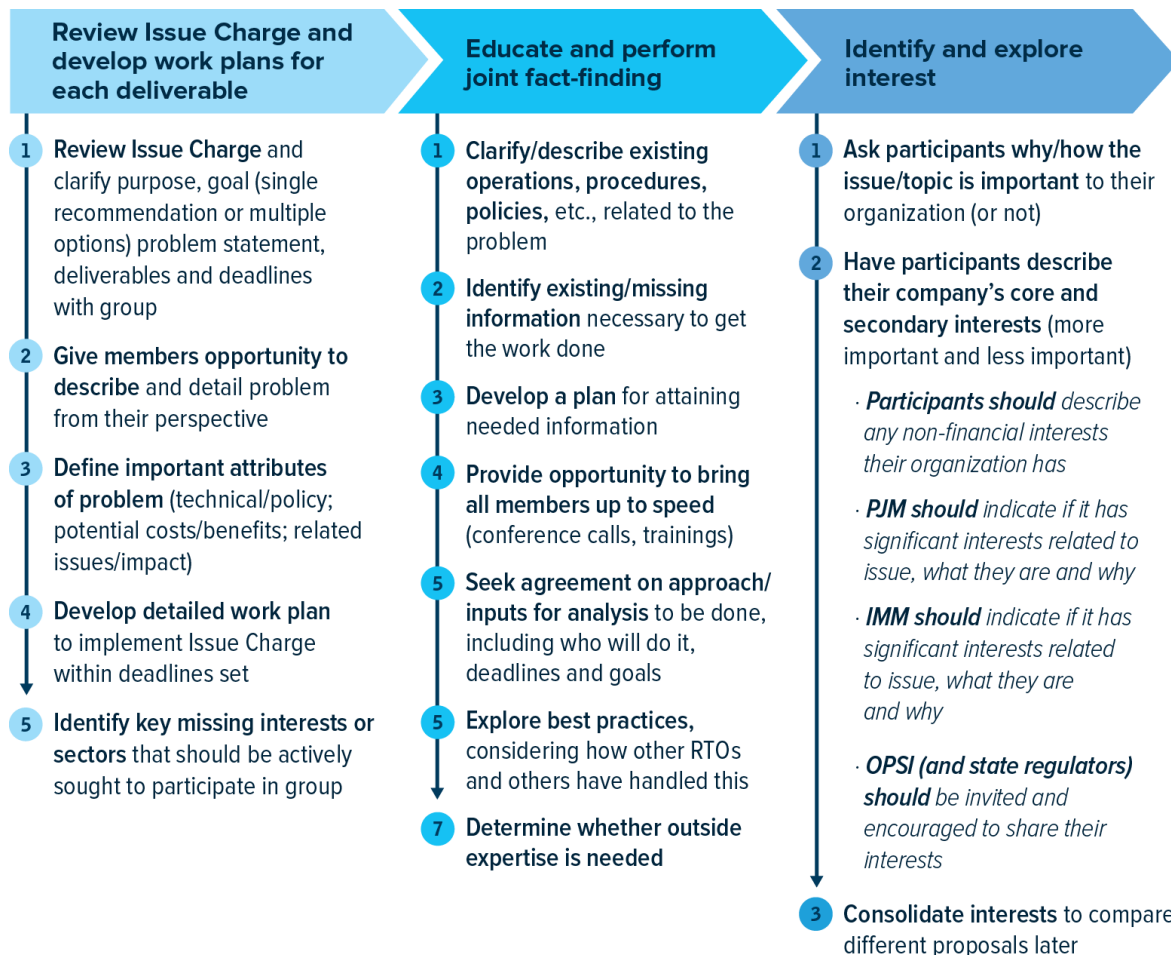 Review Issue Charge and
develop work plans for
each deliverable
1
Review Issue Charge and
clarify purpose, goal (single
recommendation or multiple
options) problem statement,
deliverables and deadlines
with group
2
Give members opportunity to
describe and detail problem
from their perspective
3
Define important attributes
of problem (technical/policy;
potential costs/benefits; related
issues/impact)
4
Develop detailed work plan
to implement Issue Charge
within deadlines set
5
Identify key missing interests or
sectors that should be actively
sought to participate in group
Educate and perform
joint fact-finding
1
Clarify/describe existing
operations, procedures,
policies, etc., related to the
problem
2
Identify existing/missing
information necessary to get
the work done
3
Develop a plan for attaining
needed information
4
Provide opportunity to bring
all members up to speed
(conference calls, trainings)
5
Seek agreement on approach/
inputs for analysis to be done,
including who will do it,
deadlines and goals
5
Explore best practices,
considering how other RTOs
and others have handled this
7
Determine whether outside
expertise is needed
Identify and explore
interest
1
Ask participants why/how the
issue/topic is important to their
organization (or not)
2
Have participants describe
their company's core and
secondary interests (more
important and less important)
· Participants should describe
any non-financial interests
their organization has
· PJM should indicate if it has
significant interests related to
issue, what they are and why
· IMM should indicate if it has
significant interests related
to issue, what they are
and why
· OPSI (and state regulators)
should be invited and
encouraged to share their
interests
3
Consolidate interests to compare
different proposals later